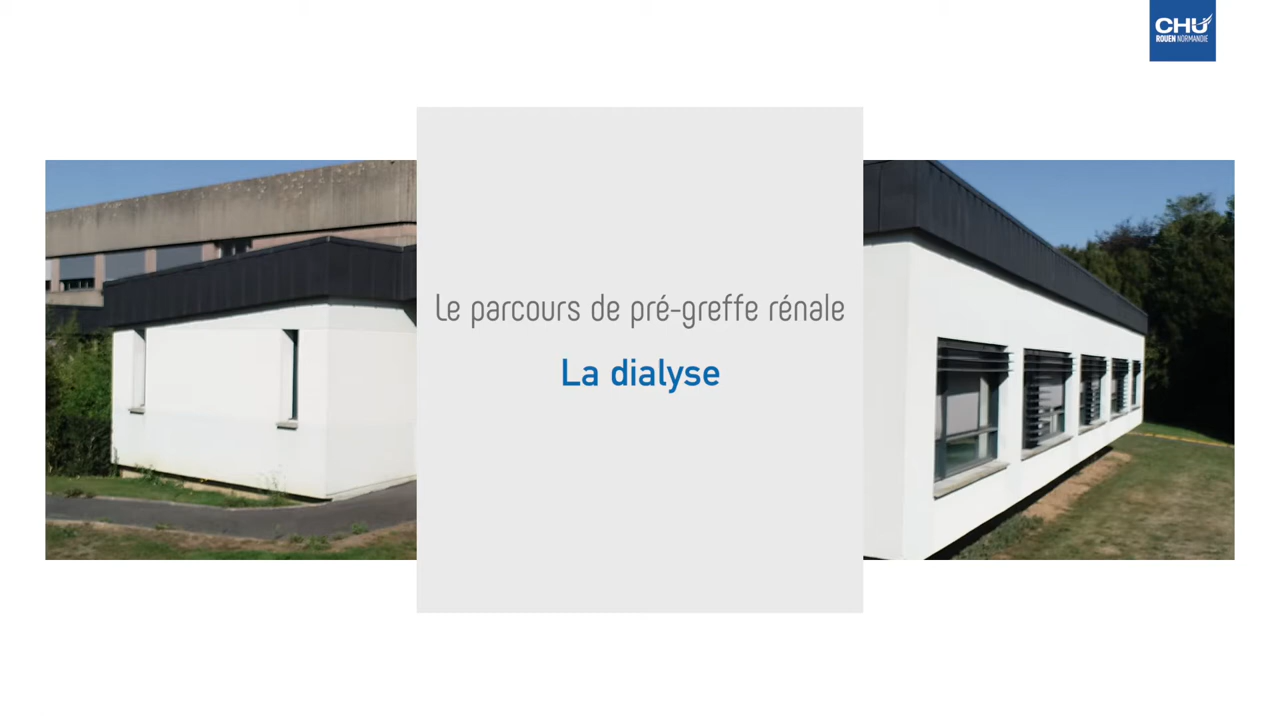 CHU
ROUEN NORMANDIE
Le parcours de pré-greffe rénale
La dialyse